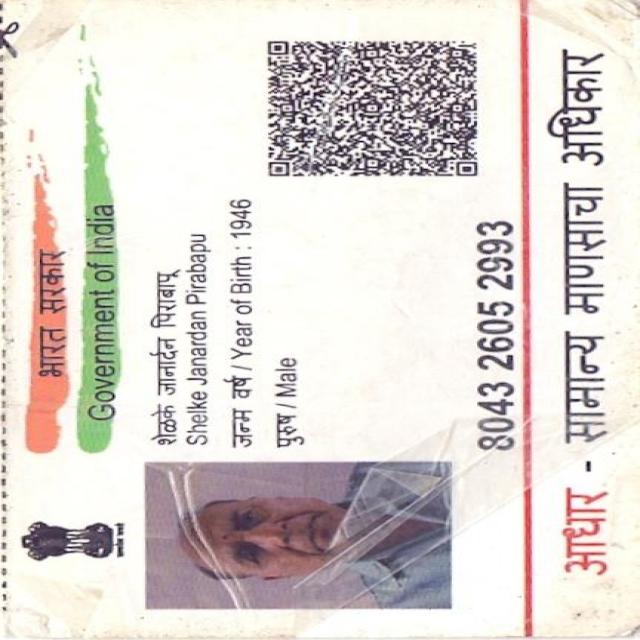 भारत सरकार
Government of India
शेळके जानार्दन पिराबापू
Shelke Janardan Pirabapu
जन्म वर्ष / Year of Birth : 1946
पुरुष / Male
8043 2605 2993
आधार - सामान्य माणसाचा अधिकार